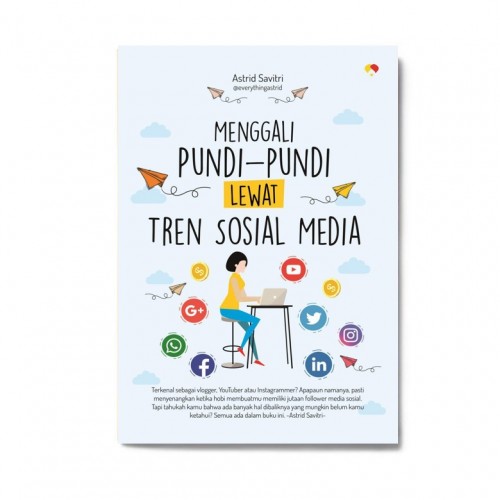 Astrid Savitri
@everythingastrid
MENGGALI
PUNDI-PUNDI
LEWAT
TREN SOSIAL MEDIA
Terkenal sebagai vlogger, YouTuber atau Instagrammer? Apapaun namanya, pasti
menyenangkan ketika hobi membuatmu memiliki jutaan follower media sosial.
Tapi tahukah kamu bahwa ada banyak hal dibaliknya yang mungkin belum kamu
ketahui? Semua ada dalam buku ini. -Astrid Savitri-